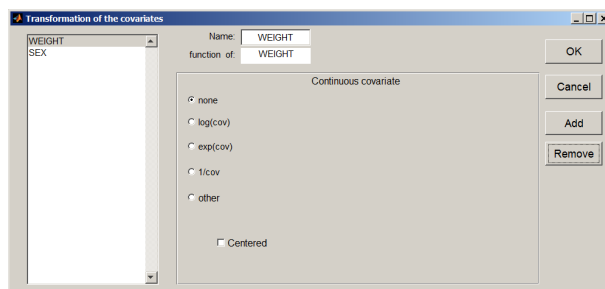 Transformation of the covariates
WEIGHT
SEX
Name: WEIGHT
function of: WEIGHT
Continuous covariate
none
log(cov)
exp(cov)
1/cov
other
Centered
OK
Cancel
Add
Remove